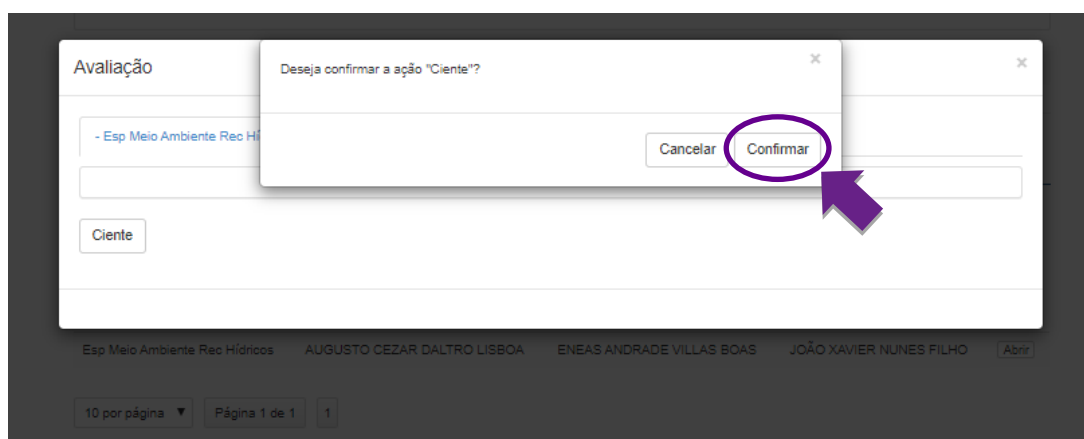 Avaliação
×
Deseja confirmar a ação "Ciente"?
×
- Esp Meio Ambiente Rec
Cancelar
Confirmar
Ciente
Esp Meio Ambiente Rec Hídricos AUGUSTO CEZAR DALTRO LISBOA ENEAS ANDRADE VILLAS BOAS JOÃO XAVIER NUNES FILHO Abrir
10 por página ▼ Página 1 de 1 1